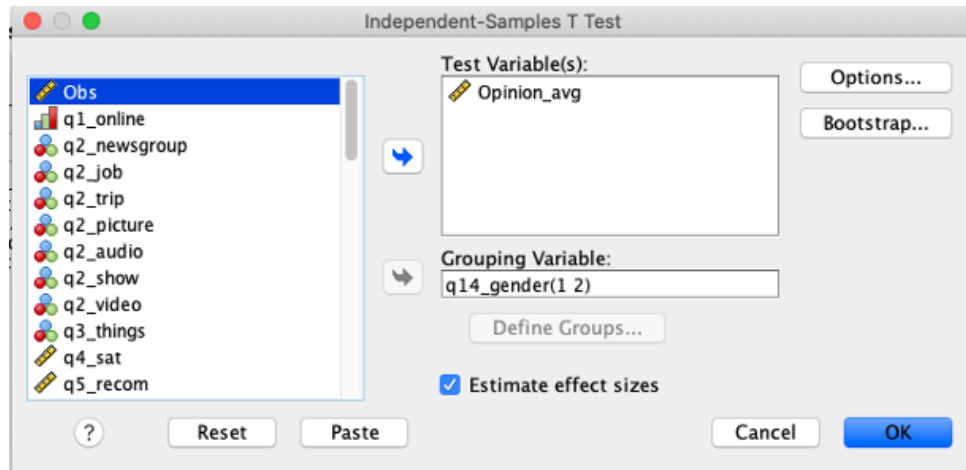 Independent-Samples T Test
Obs
q1_online
q2_newsgroup
q2_job
q2_trip
q2_picture
q2_audio
q2_show
q2_video
q3_things
q4_sat
q5_recom
Test Variable(s):
Opinion_avg
Grouping Variable:
q14_gender(1 2)
Define Groups...
Estimate effect sizes
Options...
Bootstrap...
?
Reset
Paste
Cancel
OK